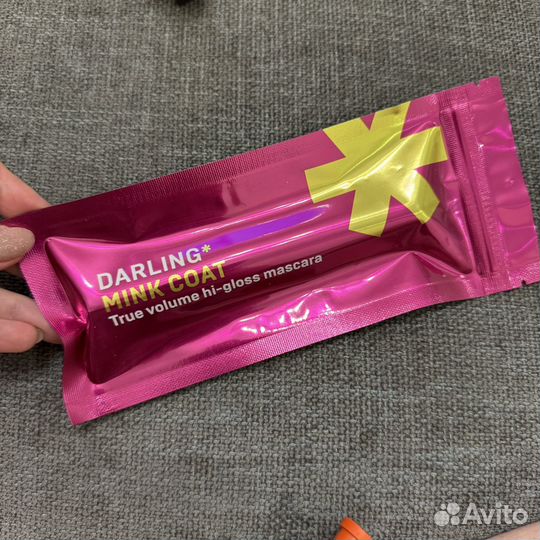 DARLING*
MINK COAT
True volume hi-gloss mascara
Avito